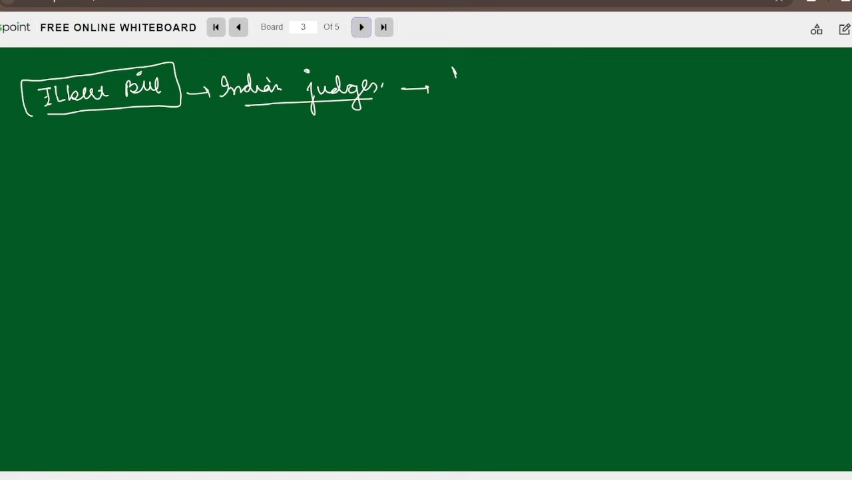 spoint FREE ONLINE WHITEBOARD Board 3 Of 5
Ilbert Bill → Indian judges. →